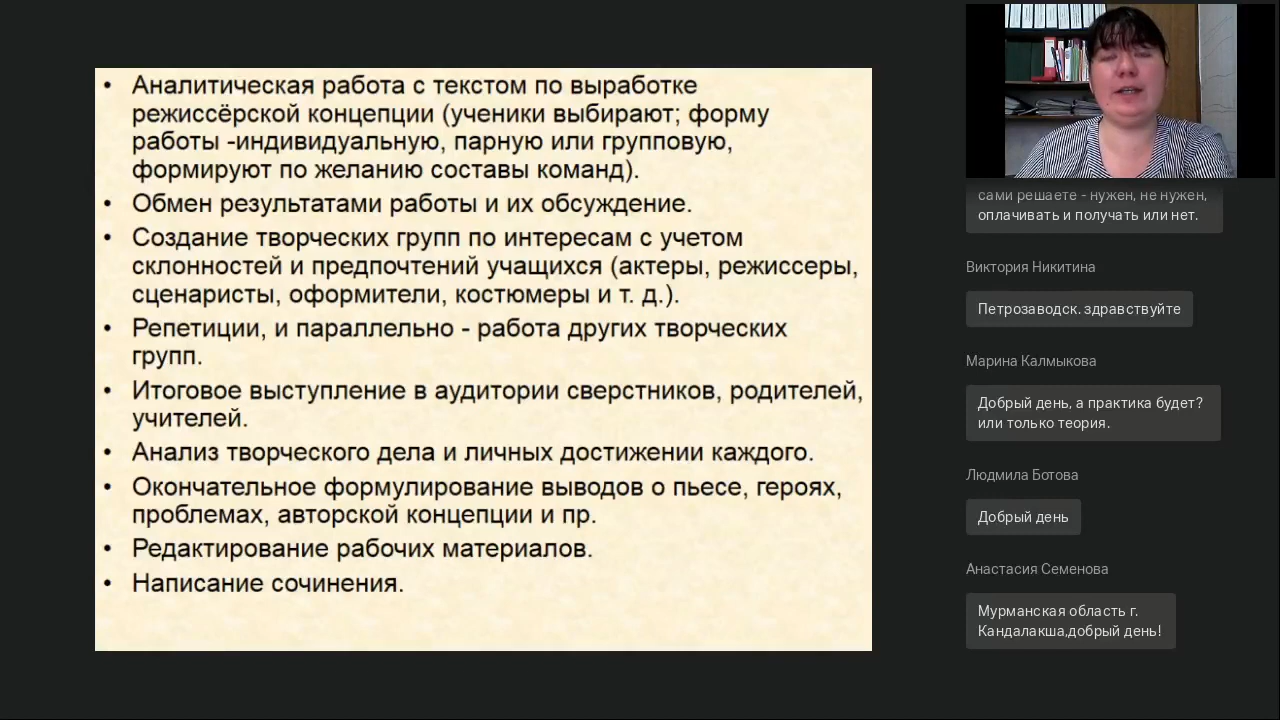 • Аналитическая работа с текстом по выработке
режиссёрской концепции (ученики выбирают; форму
работы -индивидуальную, парную или групповую,
формируют по желанию составы команд).
• Обмен результатами работы и их обсуждение.
• Создание творческих групп по интересам с учетом
склонностей и предпочтений учащихся (актеры, режиссеры,
сценаристы, оформители, костюмеры и т. д.).
• Репетиции, и параллельно - работа других творческих
групп.
• Итоговое выступление в аудитории сверстников, родителей,
учителей.
• Анализ творческого дела и личных достижении каждого.
• Окончательное формулирование выводов о пьесе, героях,
проблемах, авторской концепции и пр.
• Редактирование рабочих материалов.
• Написание сочинения.
сами решаете - нужен, не нужен,
оплачивать и получать или нет.
Виктория Никитина
Петрозаводск. здравствуйте
Марина Калмыкова
Добрый день, а практика будет?
или только теория.
Людмила Ботова
Добрый день
Анастасия Семенова
Мурманская область г.
Кандалакша,добрый день!